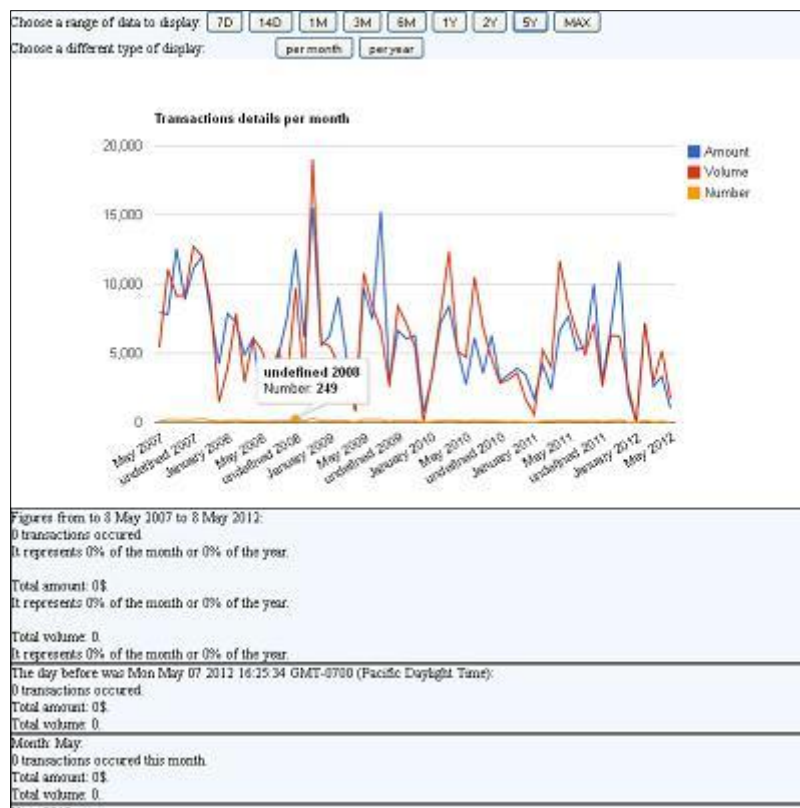 Choose a range of data to display: 7D 14D 1M 3M 6M 1Y 2Y 5Y MAX
Choose a different type of display: per month per year
Transactions details per month
20,000
15,000
10,000
5,000
0
Amount
Volume
Number
undefined 2008
Number: 249
May 2007
undefined 2007
January 2008
May 2008
undefined 2008
January 2009
May 2009
undefined 2009
January 2010
May 2010
undefined 2010
January 2011
May 2011
undefined 2011
January 2012
May 2012
Figures from to 8 May 2007 to 8 May 2012:
0 transactions occured.
It represents 0% of the month or 0% of the year.
Total amount: 0$.
It represents 0% of the month or 0% of the year.
Total volume: 0.
It represents 0% of the month or 0% of the year.
The day before was Mon May 07 2012 16:25:34 GMT-0700 (Pacific Daylight Time):
0 transactions occured.
Total amount: 0$.
Total volume: 0.
Month: May.
0 transactions occured this month.
Total amount: 0$.
Total volume: 0.